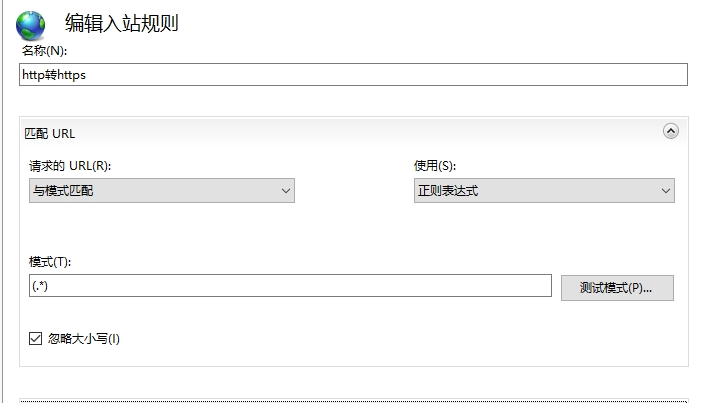 编辑入站规则
名称(N):
http转https
匹配 URL
请求的 URL(R):
使用(S):
与模式匹配
正则表达式
模式(T):
(.*)
测试模式(P)...
忽略大小写(I)